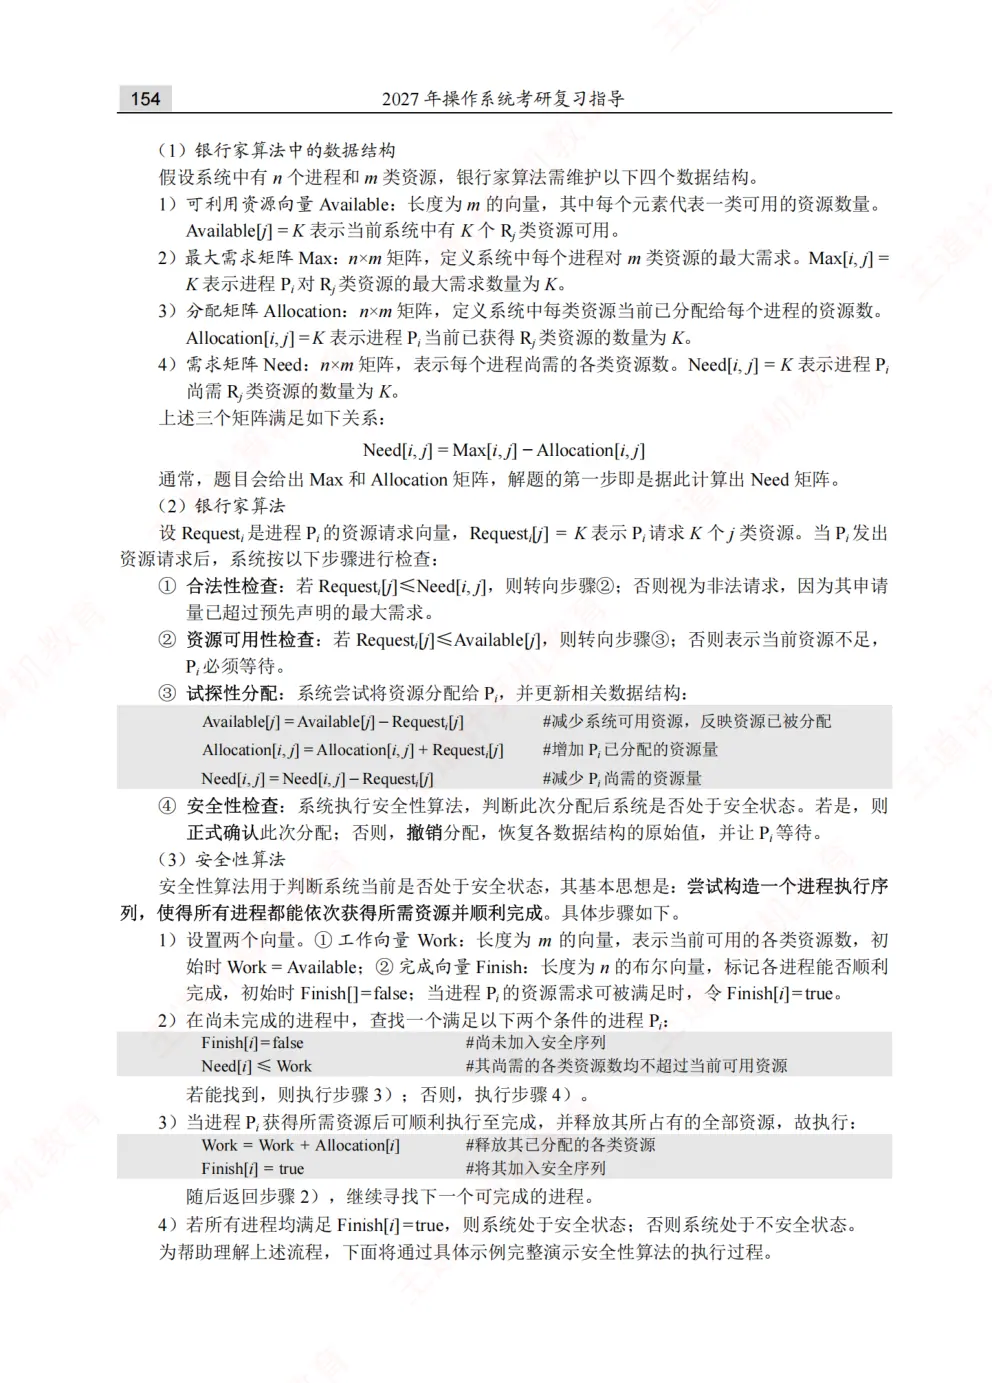 154
2027 年操作系统考研复习指导
（1）银行家算法中的数据结构
假设系统中有 n 个进程和 m 类资源，银行家算法需维护以下四个数据结构。
1）可利用资源向量 Available：长度为 m 的向量，其中每个元素代表一类可用的资源数量。
Available[j] = K 表示当前系统中有 K 个 Rj 类资源可用。
2）最大需求矩阵 Max：n×m 矩阵，定义系统中每个进程对 m 类资源的最大需求。Max[i, j] =
K 表示进程 Pi 对 Rj 类资源的最大需求数量为 K。
3）分配矩阵 Allocation：n×m 矩阵，定义系统中每类资源当前已分配给每个进程的资源数。
Allocation[i, j] = K 表示进程 Pi 当前已获得 Rj 类资源的数量为 K。
4）需求矩阵 Need：n×m 矩阵，表示每个进程尚需的各类资源数。Need[i, j] = K 表示进程 Pi
尚需 Rj 类资源的数量为 K。
上述三个矩阵满足如下关系：
Need[i, j] = Max[i, j] − Allocation[i, j]
通常，题目会给出 Max 和 Allocation 矩阵，解题的第一步即是据此计算出 Need 矩阵。
（2）银行家算法
设 Requesti 是进程 Pi 的资源请求向量，Requesti[j] = K 表示 Pi 请求 K 个 j 类资源。当 Pi 发出
资源请求后，系统按以下步骤进行检查：
① 合法性检查：若 Requesti[j]≤Need[i, j]，则转向步骤②；否则视为非法请求，因为其申请
量已超过预先声明的最大需求。
② 资源可用性检查：若 Requesti[j]≤Available[j]，则转向步骤③；否则表示当前资源不足，
Pi 必须等待。
③ 试探性分配：系统尝试将资源分配给 Pi，并更新相关数据结构：
Available[j] = Available[j] − Requesti[j] #减少系统可用资源，反映资源已被分配
Allocation[i, j] = Allocation[i, j] + Requesti[j] #增加 Pi 已分配的资源量
Need[i, j] = Need[i, j] − Requesti[j] #减少 Pi 尚需的资源量
④ 安全性检查：系统执行安全性算法，判断此次分配后系统是否处于安全状态。若是，则
正式确认此次分配；否则，撤销分配，恢复各数据结构的原始值，并让 Pi 等待。
（3）安全性算法
安全性算法用于判断系统当前是否处于安全状态，其基本思想是：尝试构造一个进程执行序
列，使得所有进程都能依次获得所需资源并顺利完成。具体步骤如下。
1）设置两个向量。① 工作向量 Work：长度为 m 的向量，表示当前可用的各类资源数，初
始时 Work = Available；② 完成向量 Finish：长度为 n 的布尔向量，标记各进程能否顺利
完成，初始时 Finish[]=false；当进程 Pi 的资源需求可被满足时，令 Finish[i]=true。
2）在尚未完成的进程中，查找一个满足以下两个条件的进程 Pi：
Finish[i]=false #尚未加入安全序列
Need[i] ≤ Work #其尚需的各类资源数均不超过当前可用资源
若能找到，则执行步骤 3）；否则，执行步骤 4）。
3）当进程 Pi 获得所需资源后可顺利执行至完成，并释放其所占有的全部资源，故执行：
Work = Work + Allocation[i] #释放其已分配的各类资源
Finish[i] = true #将其加入安全序列
随后返回步骤 2），继续寻找下一个可完成的进程。
4）若所有进程均满足 Finish[i]=true，则系统处于安全状态；否则系统处于不安全状态。
为帮助理解上述流程，下面将通过具体示例完整演示安全性算法的执行过程。